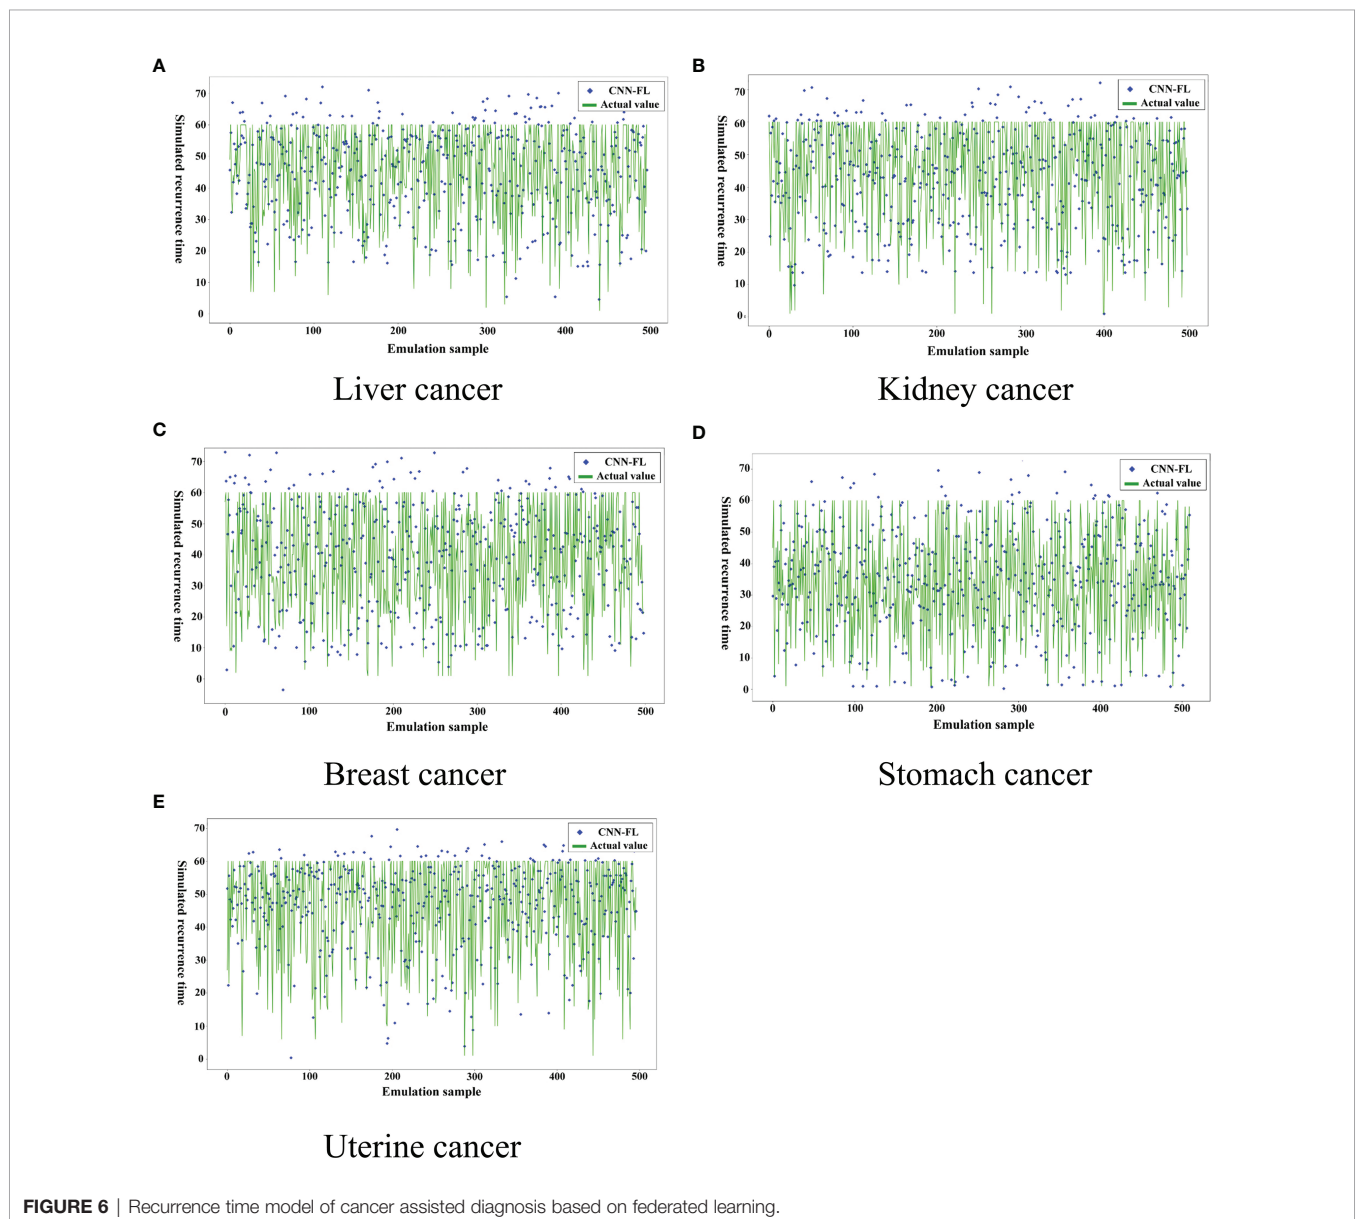 A
Simulated recurrence time
70
60
50
40
30
20
10
0
0 100 200 300 400 500
CNN-FL
Actual value
Emulation sample
Liver cancer
B
Simulated recurrence time
70
60
50
40
30
20
10
0
0 100 200 300 400 500
CNN-FL
Actual value
Emulation sample
Kidney cancer
C
Simulated recurrence time
70
60
50
40
30
20
10
0
0 100 200 300 400 500
CNN-FL
Actual value
Emulation sample
Breast cancer
D
Simulated recurrence time
70
60
50
40
30
20
10
0
0 100 200 300 400 500
CNN-FL
Actual value
Emulation sample
Stomach cancer
E
Simulated recurrence time
70
60
50
40
30
20
10
0
0 100 200 300 400 500
CNN-FL
Actual value
Emulation sample
Uterine cancer
FIGURE 6 | Recurrence time model of cancer assisted diagnosis based on federated learning.